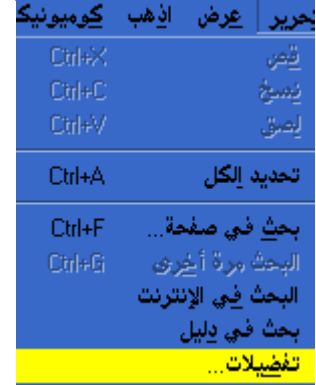 تحرير عرض اذهب كوميونيك
قص Ctrl+X
نسخ Ctrl+C
لصق Ctrl+V
تحديد الكل Ctrl+A
بحث في صفحة... Ctrl+F
البحث مرة أخرى Ctrl+G
البحث في الإنترنت
بحث في دليل
تفضيلات...